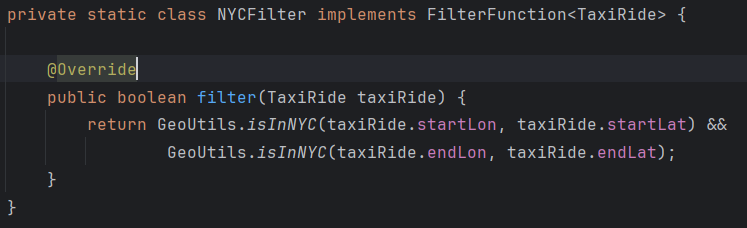 private static class NYCFilter implements FilterFunction<TaxiRide> {
@Override
public boolean filter(TaxiRide taxiRide) {
return GeoUtils.isInNYC(taxiRide.startLon, taxiRide.startLat) &&
GeoUtils.isInNYC(taxiRide.endLon, taxiRide.endLat);
}
}